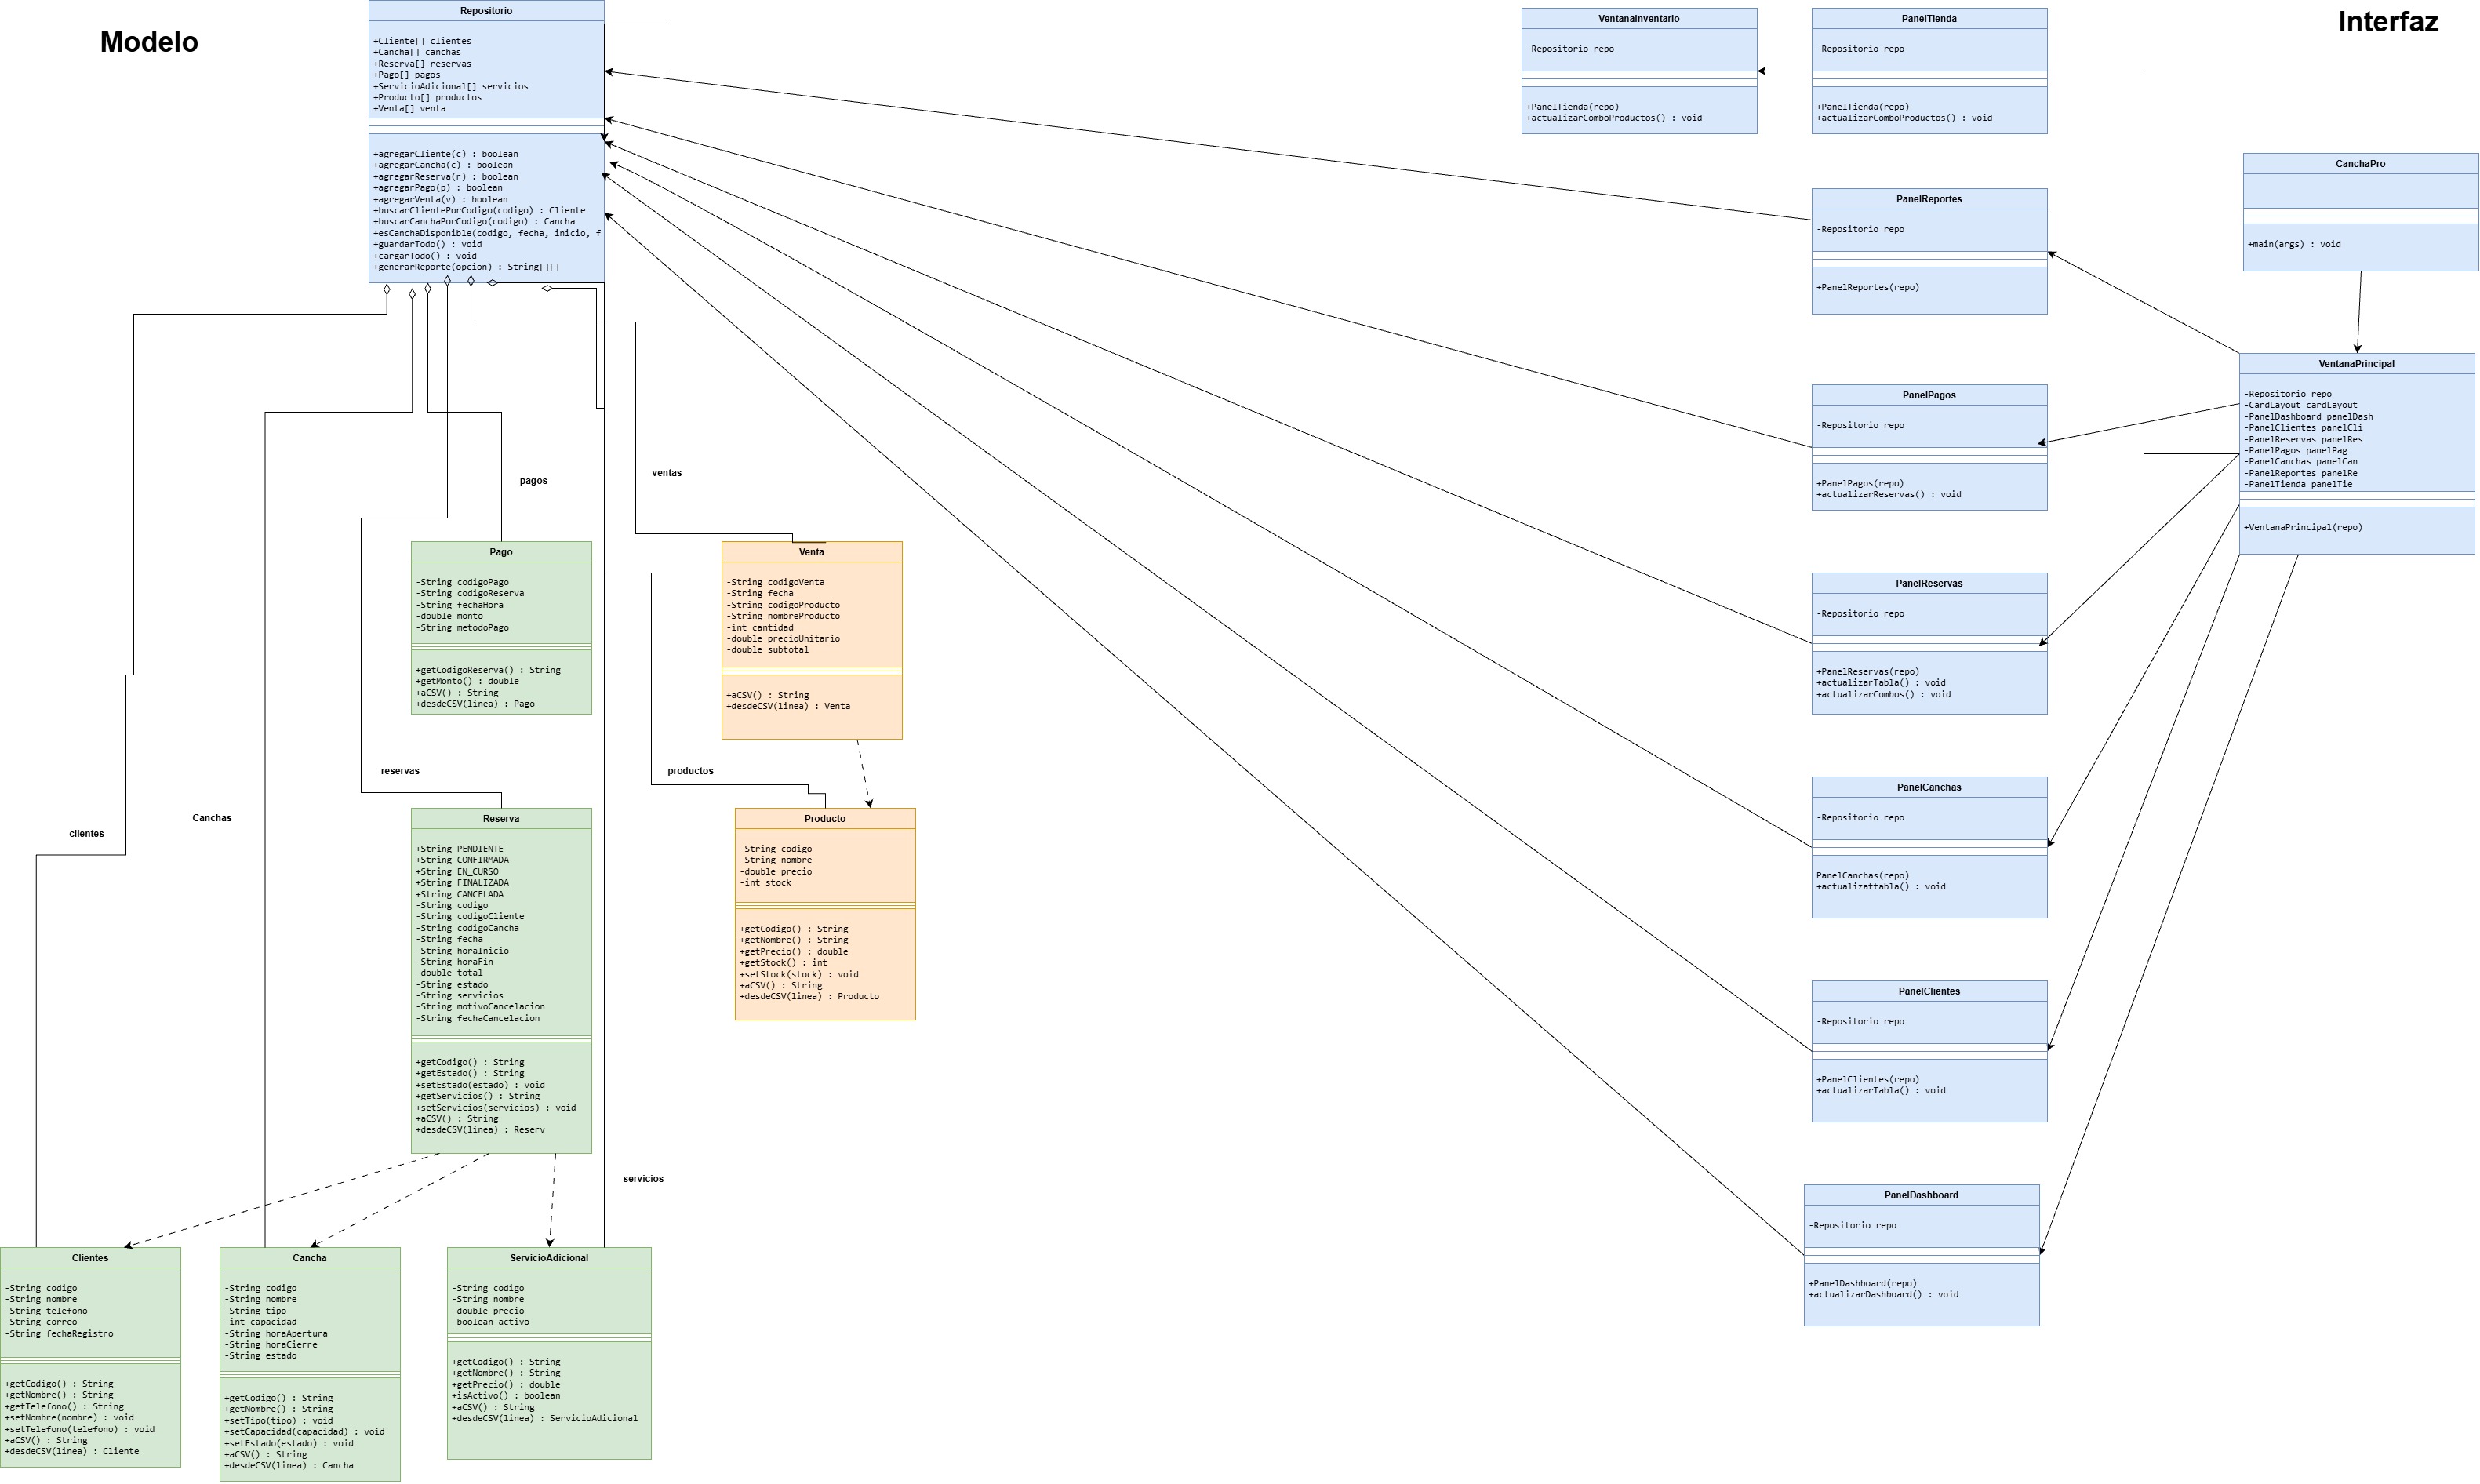 Modelo
Interfaz
Repositorio
+Cliente[] clientes
+Cancha[] canchas
+Reserva[] reservas
+Pago[] pagos
+ServicioAdicional[] servicios
+Producto[] productos
+Venta[] venta
+agregarCliente(c) : boolean
+agregarCancha(c) : boolean
+agregarReserva(r) : boolean
+agregarPago(p) : boolean
+agregarVenta(v) : boolean
+buscarClientePorCodigo(codigo) : Cliente
+buscarCanchaPorCodigo(codigo) : Cancha
+esCanchaDisponible(codigo, fecha, inicio, f
+guardarTodo() : void
+cargarTodo() : void
+generarReporte(opcion) : String[][]
VentanaInventario
-Repositorio repo
+PanelTienda(repo)
+actualizarComboProductos() : void
PanelTienda
-Repositorio repo
+PanelTienda(repo)
+actualizarComboProductos() : void
CanchaPro
+main(args) : void
PanelReportes
-Repositorio repo
+PanelReportes(repo)
VentanaPrincipal
-Repositorio repo
-CardLayout cardLayout
-PanelDashboard panelDash
-PanelClientes panelCli
-PanelReservas panelRes
-PanelPagos panelPag
-PanelCanchas panelCan
-PanelReportes panelRe
-PanelTienda panelTie
+VentanaPrincipal(repo)
PanelPagos
-Repositorio repo
+PanelPagos(repo)
+actualizarReservas() : void
pagos
ventas
Pago
-String codigoPago
-String codigoReserva
-String fechaHora
-double monto
-String metodoPago
+getCodigoReserva() : String
+getMonto() : double
+aCSV() : String
+desdeCSV(linea) : Pago
Venta
-String codigoVenta
-String fecha
-String codigoProducto
-String nombreProducto
-int cantidad
-double precioUnitario
-double subtotal
+aCSV() : String
+desdeCSV(linea) : Venta
PanelReservas
-Repositorio repo
+PanelReservas(repo)
+actualizarTabla() : void
+actualizarCombos() : void
reservas
productos
Canchas
clientes
Reserva
+String PENDIENTE
+String CONFIRMADA
+String EN_CURSO
+String FINALIZADA
+String CANCELADA
-String codigo
-String codigoCliente
-String codigoCancha
-String fecha
-String horaInicio
-String horaFin
-double total
-String estado
-String servicios
-String motivoCancelacion
-String fechaCancelacion
+getCodigo() : String
+getEstado() : String
+setEstado(estado) : void
+getServicios() : String
+setServicios(servicios) : void
+aCSV() : String
+desdeCSV(linea) : Reserv
Producto
-String codigo
-String nombre
-double precio
-int stock
+getCodigo() : String
+getNombre() : String
+getPrecio() : double
+getStock() : int
+setStock(stock) : void
+aCSV() : String
+desdeCSV(linea) : Producto
PanelCanchas
-Repositorio repo
PanelCanchas(repo)
+actualizattabla() : void
PanelClientes
-Repositorio repo
+PanelClientes(repo)
+actualizarTabla() : void
servicios
PanelDashboard
-Repositorio repo
+PanelDashboard(repo)
+actualizarDashboard() : void
Clientes
-String codigo
-String nombre
-String telefono
-String correo
-String fechaRegistro
+getCodigo() : String
+getNombre() : String
+getTelefono() : String
+setNombre(nombre) : void
+setTelefono(telefono) : void
+aCSV() : String
+desdeCSV(linea) : Cliente
Cancha
-String codigo
-String nombre
-String tipo
-int capacidad
-String horaApertura
-String horaCierre
-String estado
+getCodigo() : String
+getNombre() : String
+setTipo(tipo) : void
+setCapacidad(capacidad) : void
+setEstado(estado) : void
+aCSV() : String
+desdeCSV(linea) : Cancha
ServicioAdicional
-String codigo
-String nombre
-double precio
-boolean activo
+getCodigo() : String
+getNombre() : String
+getPrecio() : double
+isActivo() : boolean
+aCSV() : String
+desdeCSV(linea) : ServicioAdicional